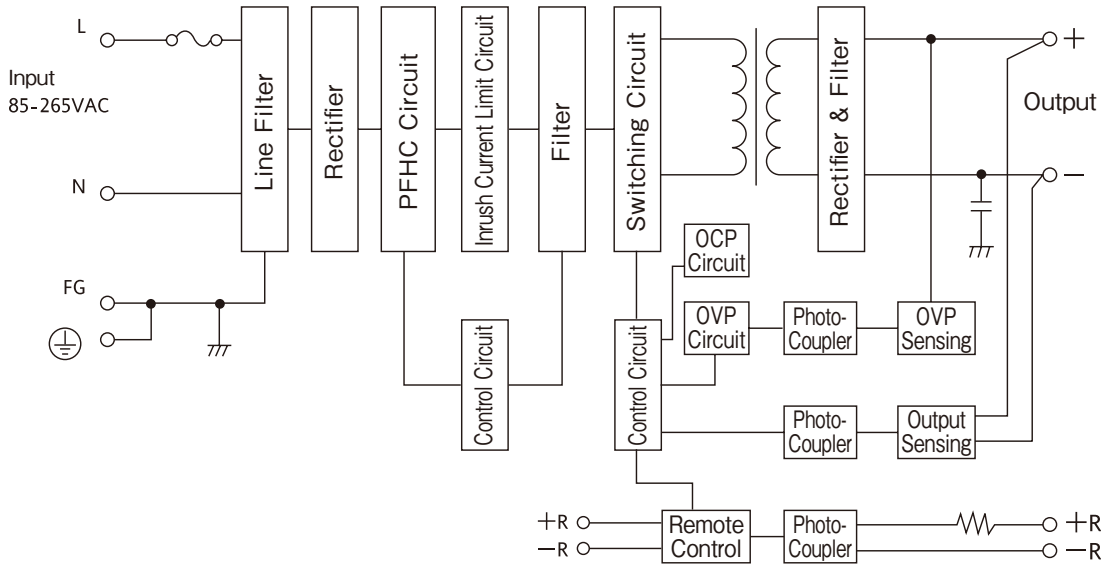 L
Input
85-265VAC
N
FG
Line Filter
Rectifier
PFHC Circuit
Inrush Current Limit Circuit
Filter
Switching Circuit
Rectifier & Filter
+
Output
−
OCP
Circuit
OVP
Circuit
Photo-
Coupler
OVP
Sensing
Control Circuit
Control Circuit
Photo-
Coupler
Output
Sensing
+R
−R
Remote
Control
Photo-
Coupler
+R
−R